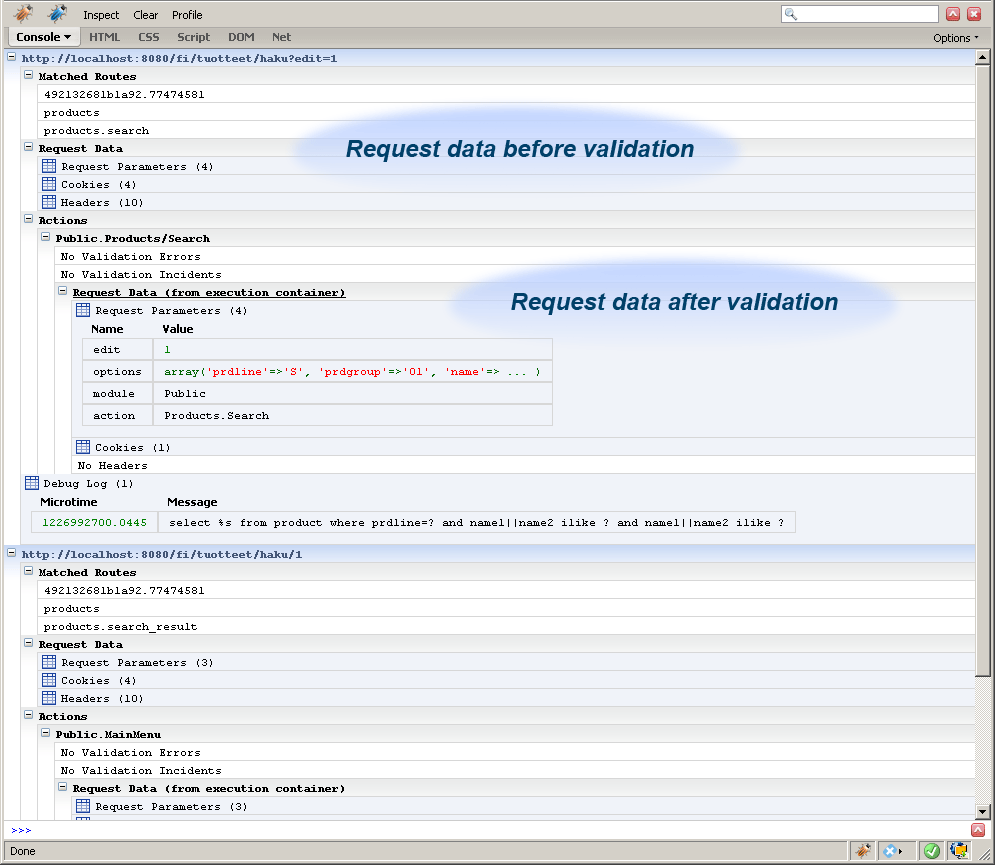 Inspect Clear Profile
Console HTML CSS Script DOM Net Options
http://localhost:8080/fi/tuotteet/haku?edit=1
Matched Routes
492132681b1a92.77474581
products
products.search
Request data before validation
Request Data
Request Parameters (4)
Cookies (4)
Headers (10)
Actions
Public.Products/Search
No Validation Errors
No Validation Incidents
Request Data (from execution container)
Request data after validation
Request Parameters (4)
Name Value
edit 1
options array('prdline'=>'S', 'prdgroup'=>'01', 'name'=> ... )
module Public
action Products.Search
Cookies (1)
No Headers
Debug Log (1)
Microtime Message
1226992700.0445 select %s from product where prdline=? and name1||name2 ilike ? and name1||name2 ilike ?
http://localhost:8080/fi/tuotteet/haku/1
Matched Routes
492132681b1a92.77474581
products
products.search_result
Request Data
Request Parameters (3)
Cookies (4)
Headers (10)
Actions
Public.MainMenu
No Validation Errors
No Validation Incidents
Request Data (from execution container)
Request Parameters (3)
>>>
Done